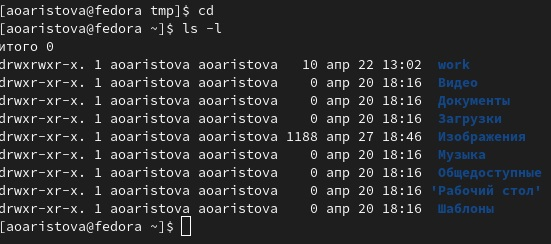 [aoaristova@fedora tmp]$ cd
[aoaristova@fedora ~]$ ls -l
итого 0
drwxrwxr-x. 1 aoaristova aoaristova   10 апр 22 13:02  work
drwxr-xr-x. 1 aoaristova aoaristova    0 апр 20 18:16  Видео
drwxr-xr-x. 1 aoaristova aoaristova    0 апр 20 18:16  Документы
drwxr-xr-x. 1 aoaristova aoaristova    0 апр 20 18:16  Загрузки
drwxr-xr-x. 1 aoaristova aoaristova 1188 апр 27 18:46  Изображения
drwxr-xr-x. 1 aoaristova aoaristova    0 апр 20 18:16  Музыка
drwxr-xr-x. 1 aoaristova aoaristova    0 апр 20 18:16  Общедоступные
drwxr-xr-x. 1 aoaristova aoaristova    0 апр 20 18:16 'Рабочий стол'
drwxr-xr-x. 1 aoaristova aoaristova    0 апр 20 18:16  Шаблоны
[aoaristova@fedora ~]$